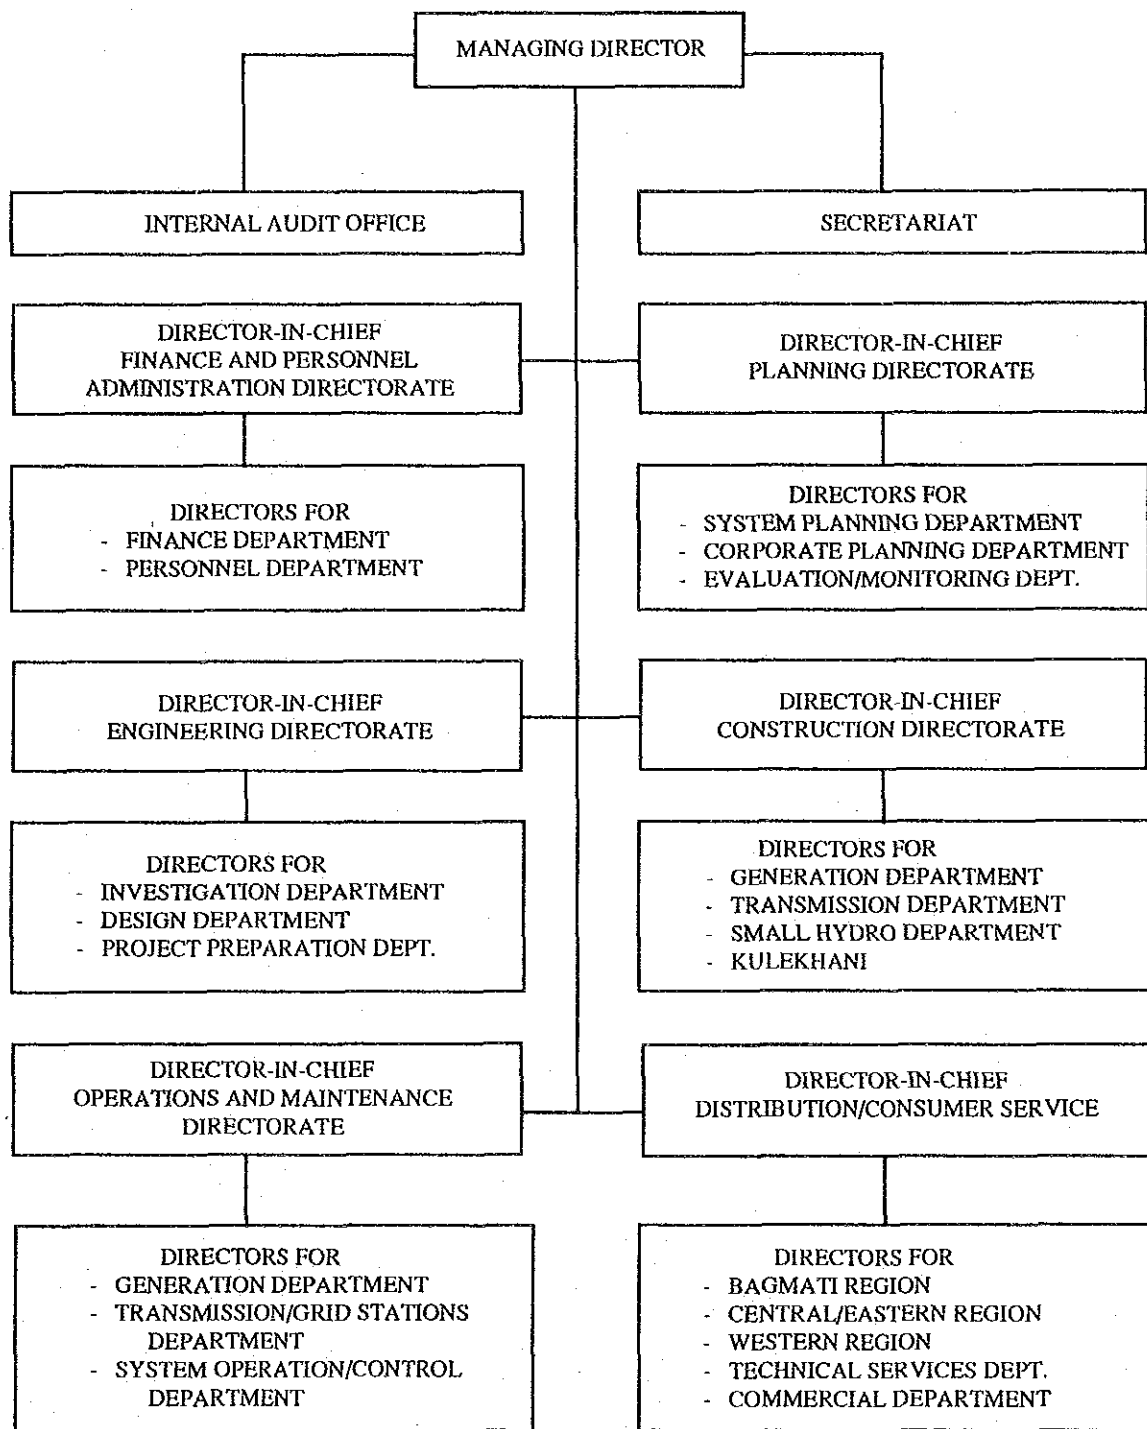 MANAGING DIRECTOR
INTERNAL AUDIT OFFICE
SECRETARIAT
DIRECTOR-IN-CHIEF
FINANCE AND PERSONNEL
ADMINISTRATION DIRECTORATE
DIRECTOR-IN-CHIEF
PLANNING DIRECTORATE
DIRECTORS FOR
- FINANCE DEPARTMENT
- PERSONNEL DEPARTMENT
DIRECTORS FOR
- SYSTEM PLANNING DEPARTMENT
- CORPORATE PLANNING DEPARTMENT
- EVALUATION/MONITORING DEPT.
DIRECTOR-IN-CHIEF
ENGINEERING DIRECTORATE
DIRECTOR-IN-CHIEF
CONSTRUCTION DIRECTORATE
DIRECTORS FOR
- INVESTIGATION DEPARTMENT
- DESIGN DEPARTMENT
- PROJECT PREPARATION DEPT.
DIRECTORS FOR
- GENERATION DEPARTMENT
- TRANSMISSION DEPARTMENT
- SMALL HYDRO DEPARTMENT
- KULEKHANI
DIRECTOR-IN-CHIEF
OPERATIONS AND MAINTENANCE
DIRECTORATE
DIRECTOR-IN-CHIEF
DISTRIBUTION/CONSUMER SERVICE
DIRECTORS FOR
- GENERATION DEPARTMENT
- TRANSMISSION/GRID STATIONS
DEPARTMENT
- SYSTEM OPERATION/CONTROL
DEPARTMENT
DIRECTORS FOR
- BAGMATI REGION
- CENTRAL/EASTERN REGION
- WESTERN REGION
- TECHNICAL SERVICES DEPT.
- COMMERCIAL DEPARTMENT